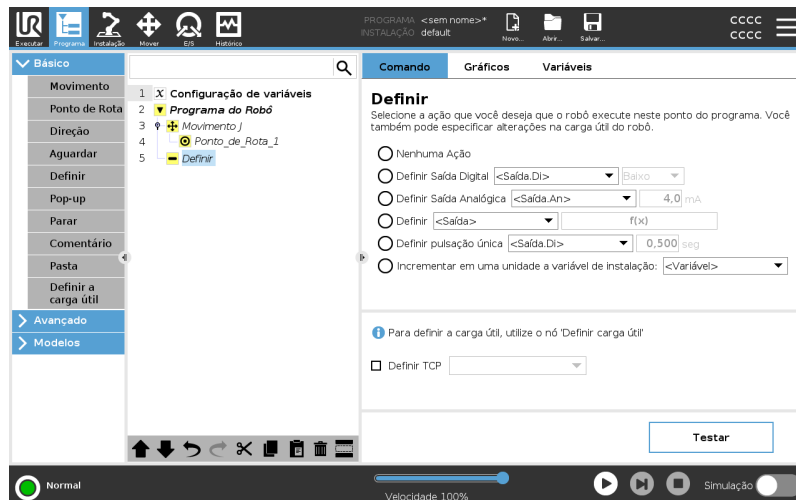 Executar Programa Instalação Mover E/S Histórico
PROGRAMA <sem nome>*
INSTALAÇÃO default
Novo... Abrir... Salvar...
CCCC
CCCC
Básico
Movimento
Ponto de Rota
Direção
Aguardar
Definir
Pop-up
Parar
Comentário
Pasta
Definir a
carga útil
Avançado
Modelos
1 X Configuração de variáveis
2 Programa do Robô
3 Movimento J
4 Ponto_de_Rota_1
5 Definir
Comando Gráficos Variáveis
Definir
Selecione a ação que você deseja que o robô execute neste ponto do programa. Você
também pode especificar alterações na carga útil do robô.
Nenhuma Ação
Definir Saída Digital <Saída.Di> Baixo
Definir Saída Analógica <Saída.An> 4,0 mA
Definir <Saída> f(x)
Definir pulsação única <Saída.Di> 0,500 seg
Incrementar em uma unidade a variável de instalação: <Variável>
Para definir a carga útil, utilize o nó 'Definir carga útil'
Definir TCP
Testar
Normal
Velocidade 100%
Simulação